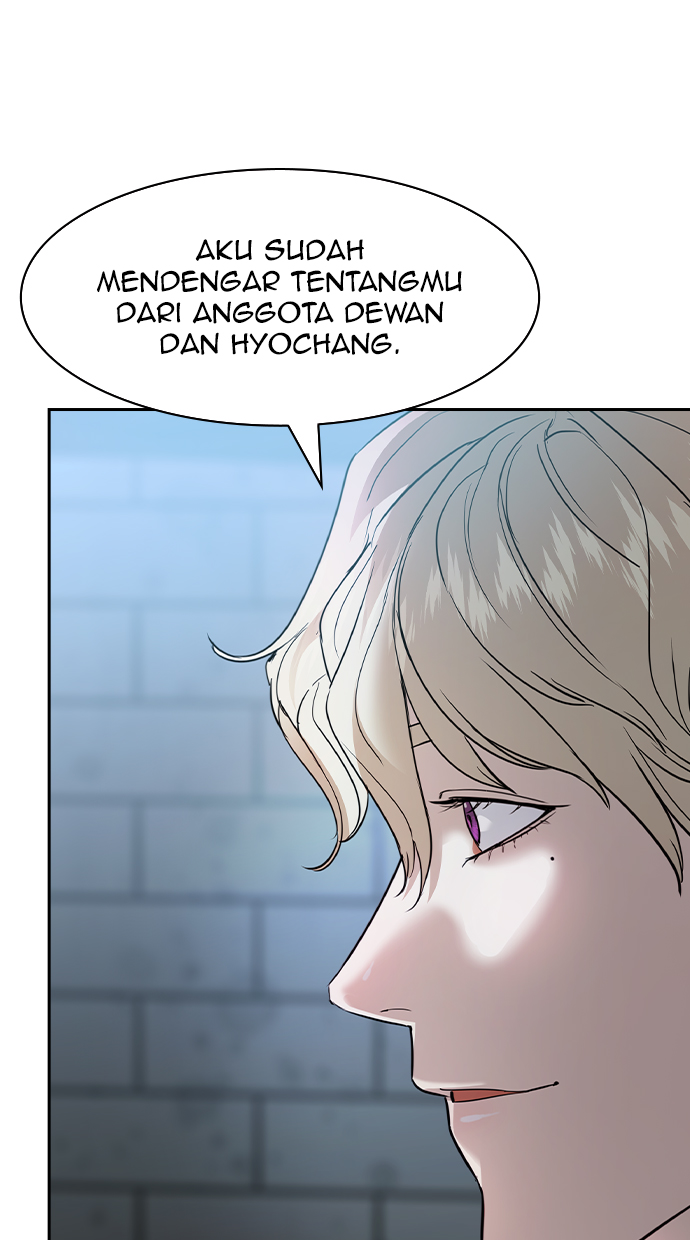 AKU SUDAH
MENDENGAR TENTANGMU
DARI ANGGOTA DEWAN
DAN HYOCHANG.